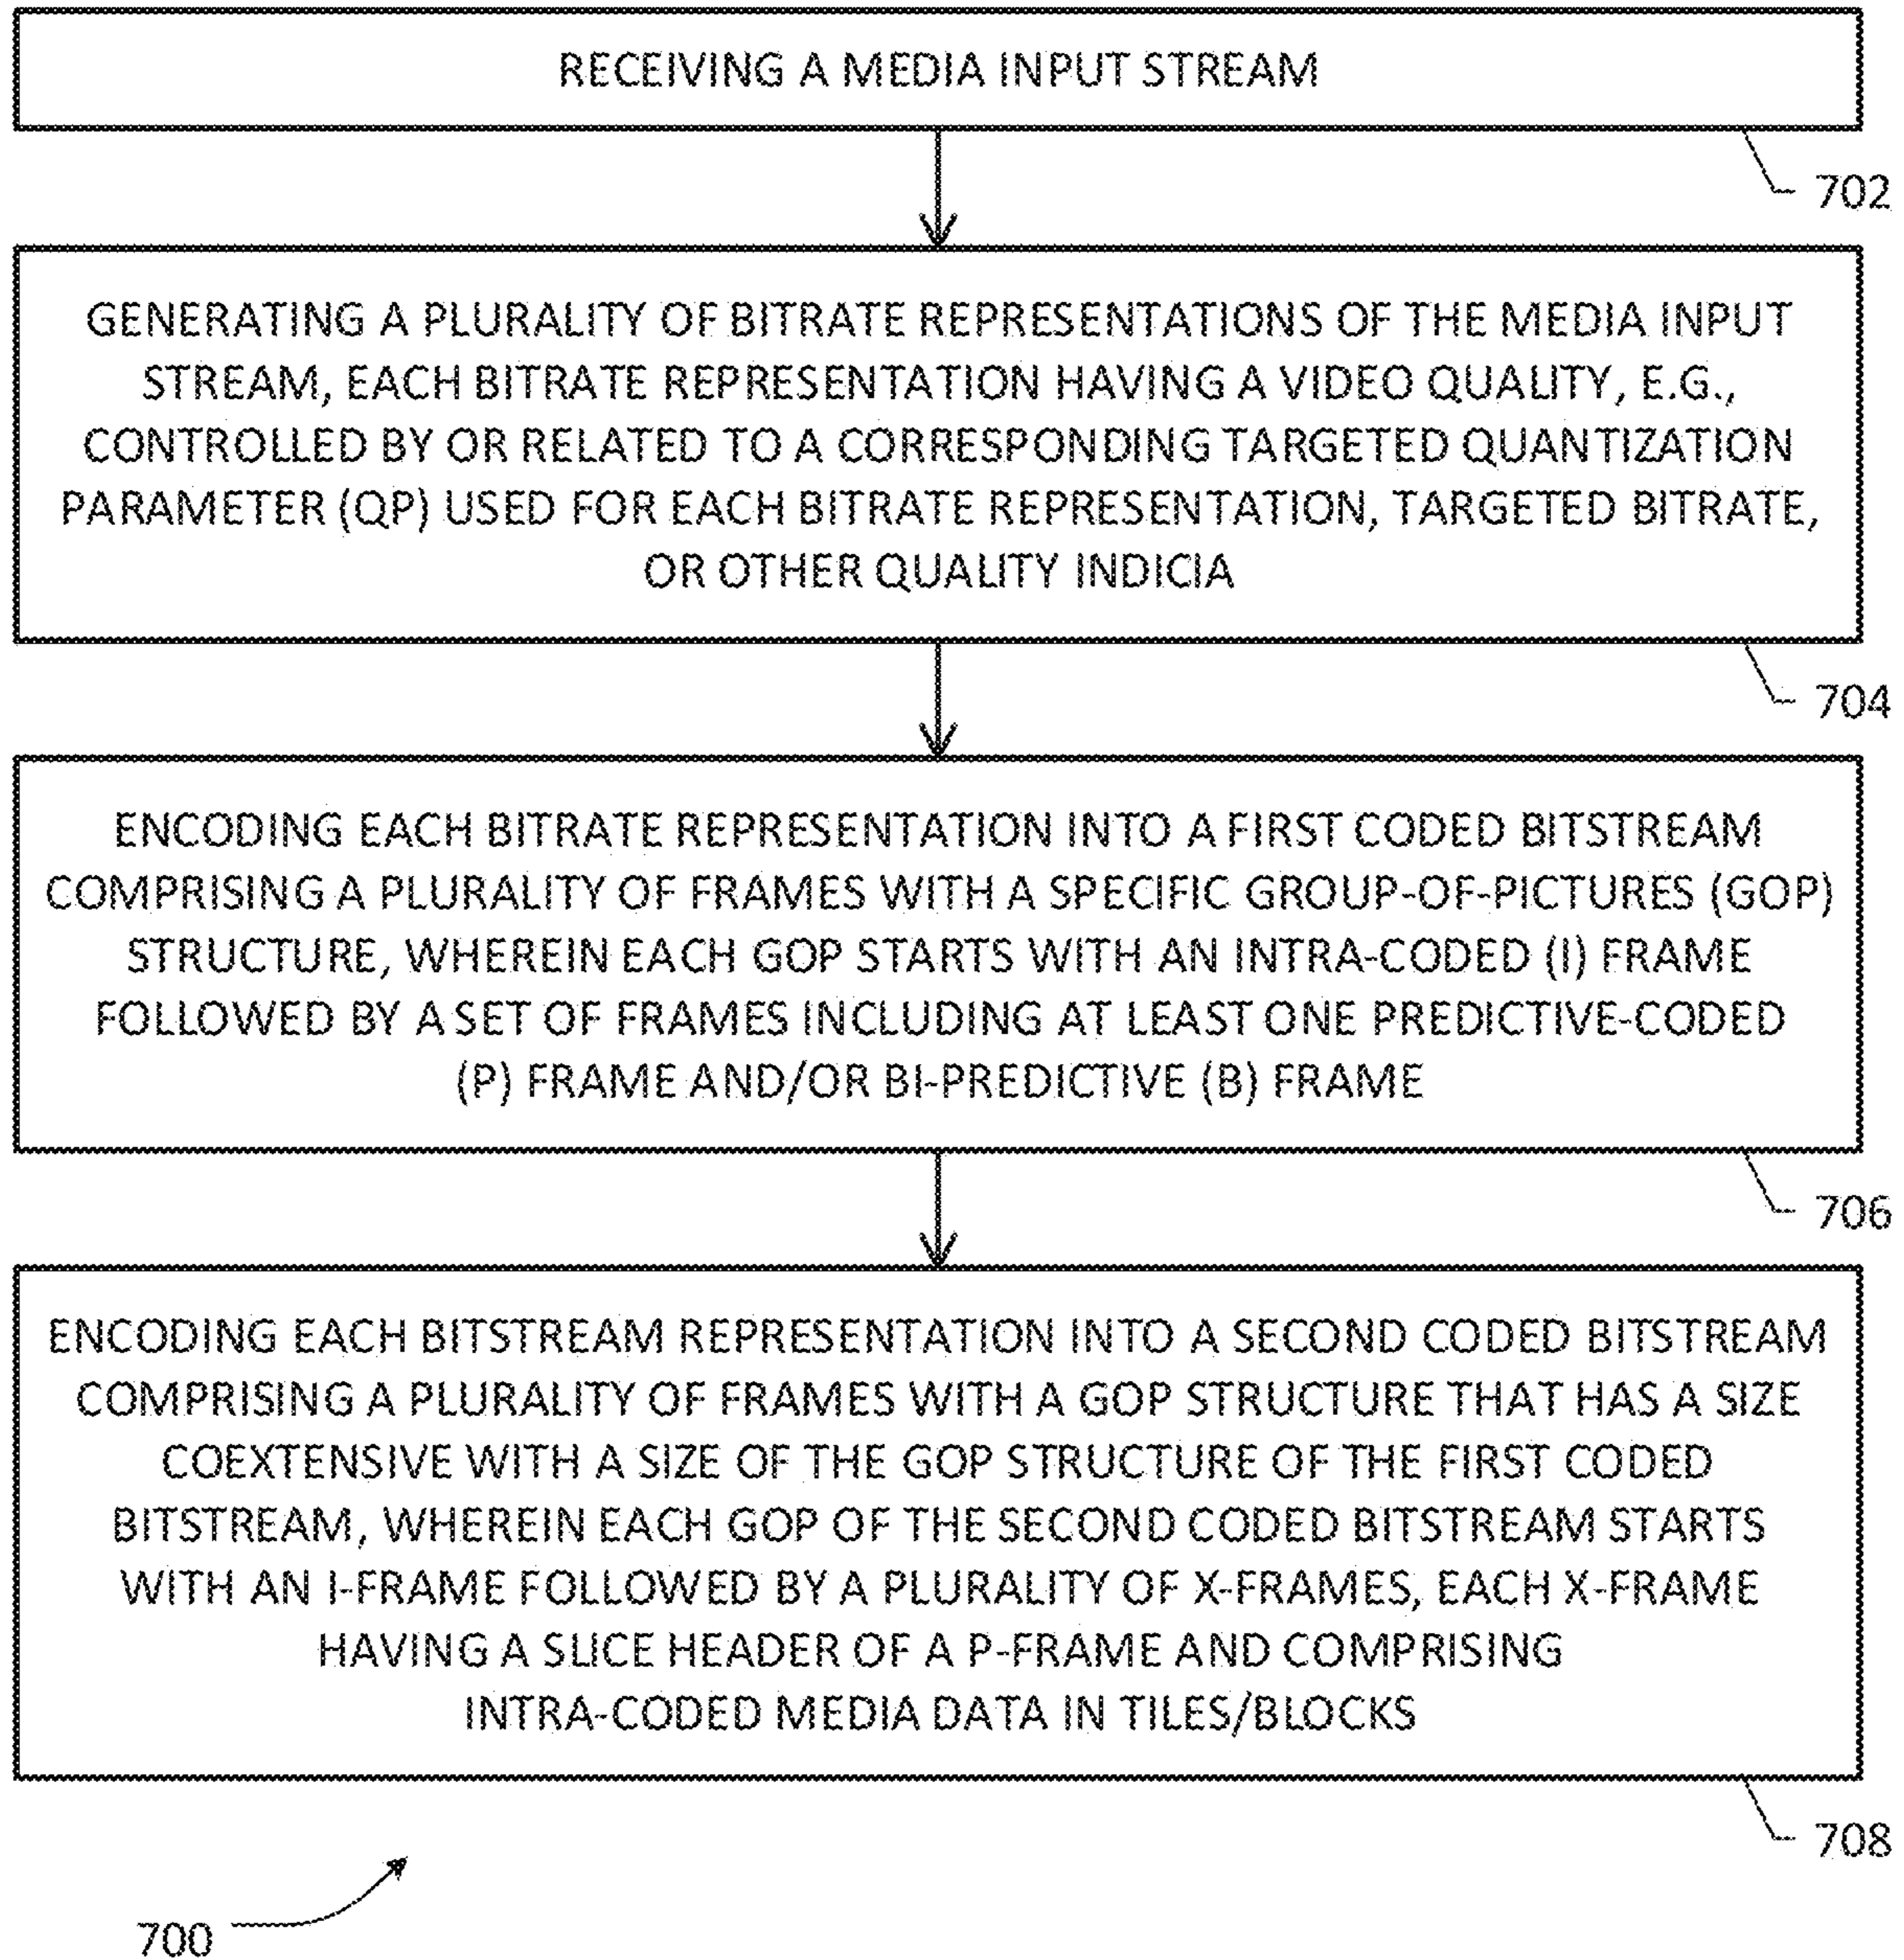 RECEIVING A MEDIA INPUT STREAM
702
GENERATING A PLURALITY OF BITRATE REPRESENTATIONS OF THE MEDIA INPUT
STREAM, EACH BITRATE REPRESENTATION HAVING A VIDEO QUALITY, E.G.,
CONTROLLED BY OR RELATED TO A CORRESPONDING TARGETED QUANTIZATION
PARAMETER (QP) USED FOR EACH BITRATE REPRESENTATION, TARGETED BITRATE,
OR OTHER QUALITY INDICIA
704
ENCODING EACH BITRATE REPRESENTATION INTO A FIRST CODED BITSTREAM
COMPRISING A PLURALITY OF FRAMES WITH A SPECIFIC GROUP-OF-PICTURES (GOP)
STRUCTURE, WHEREIN EACH GOP STARTS WITH AN INTRA-CODED (I) FRAME
FOLLOWED BY A SET OF FRAMES INCLUDING AT LEAST ONE PREDICTIVE-CODED
(P) FRAME AND/OR BI-PREDICTIVE (B) FRAME
706
ENCODING EACH BITSTREAM REPRESENTATION INTO A SECOND CODED BITSTREAM
COMPRISING A PLURALITY OF FRAMES WITH A GOP STRUCTURE THAT HAS A SIZE
COEXTENSIVE WITH A SIZE OF THE GOP STRUCTURE OF THE FIRST CODED
BITSTREAM, WHEREIN EACH GOP OF THE SECOND CODED BITSTREAM STARTS
WITH AN I-FRAME FOLLOWED BY A PLURALITY OF X-FRAMES, EACH X-FRAME
HAVING A SLICE HEADER OF A P-FRAME AND COMPRISING
INTRA-CODED MEDIA DATA IN TILES/BLOCKS
708
700